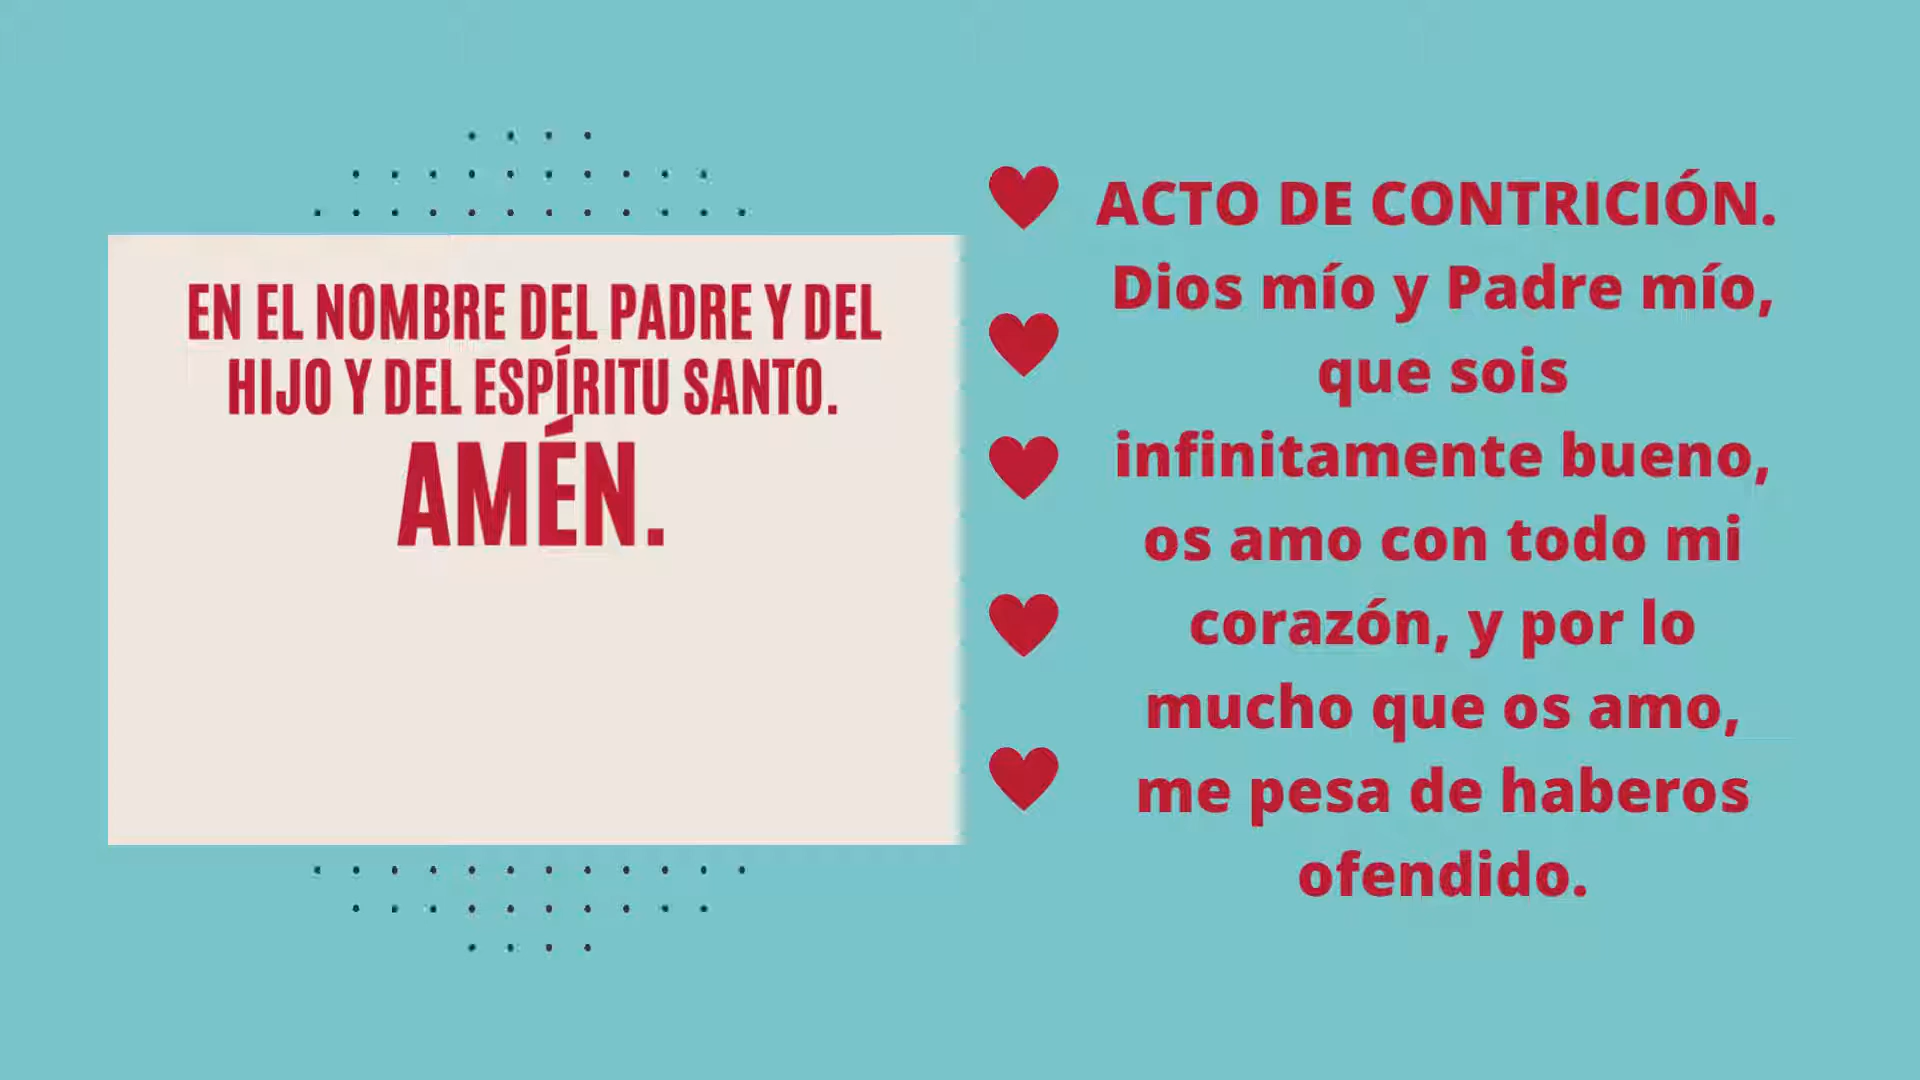 EN EL NOMBRE DEL PADRE Y DEL
HIJO Y DEL ESPÍRITU SANTO.
AMÉN.
ACTO DE CONTRICIÓN.
Dios mío y Padre mío,
que sois
infinitamente bueno,
os amo con todo mi
corazón, y por lo
mucho que os amo,
me pesa de haberos
ofendido.